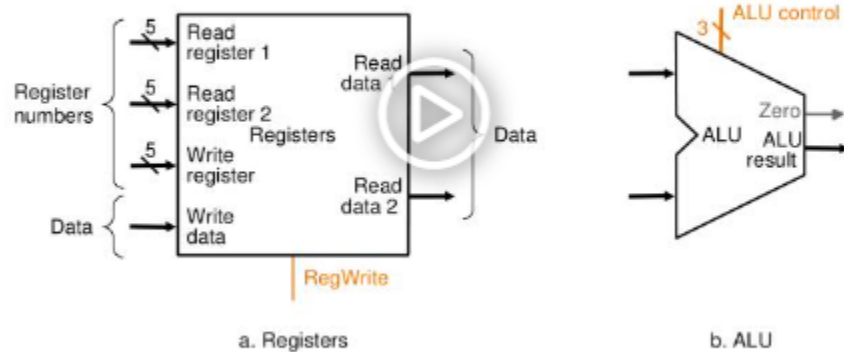 5
Read
register 1
5
Read
register 2
5
Write
register
Write
data
Register
numbers
Data
Registers
Read
data 1
Read
data 2
Data
RegWrite
a. Registers
3
ALU control
Zero
ALU
ALU
result
b. ALU